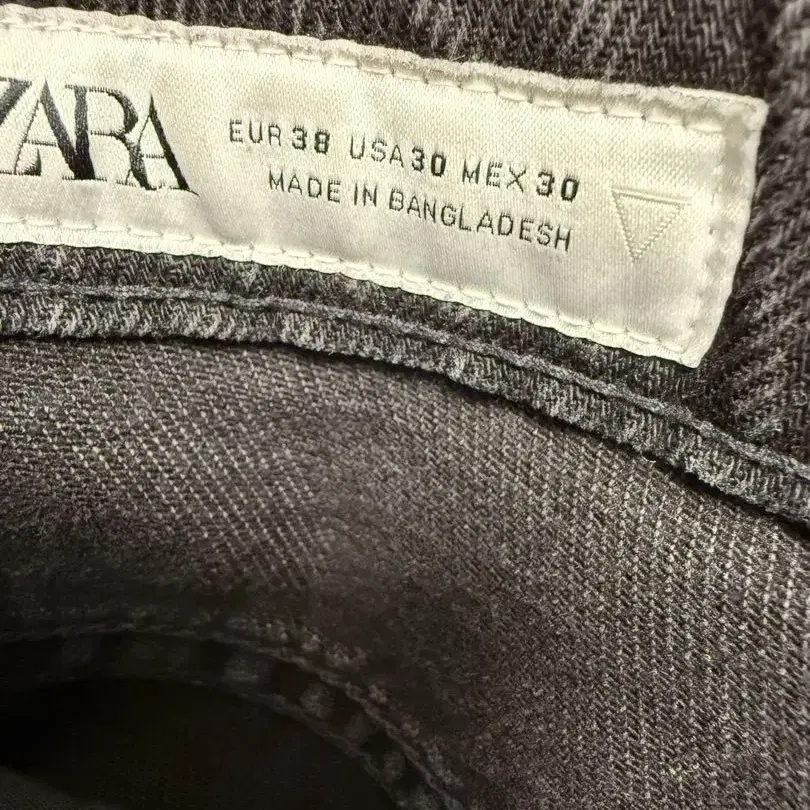 ZARA
EUR 38 USA 30 MEX 30
MADE IN BANGLADESH